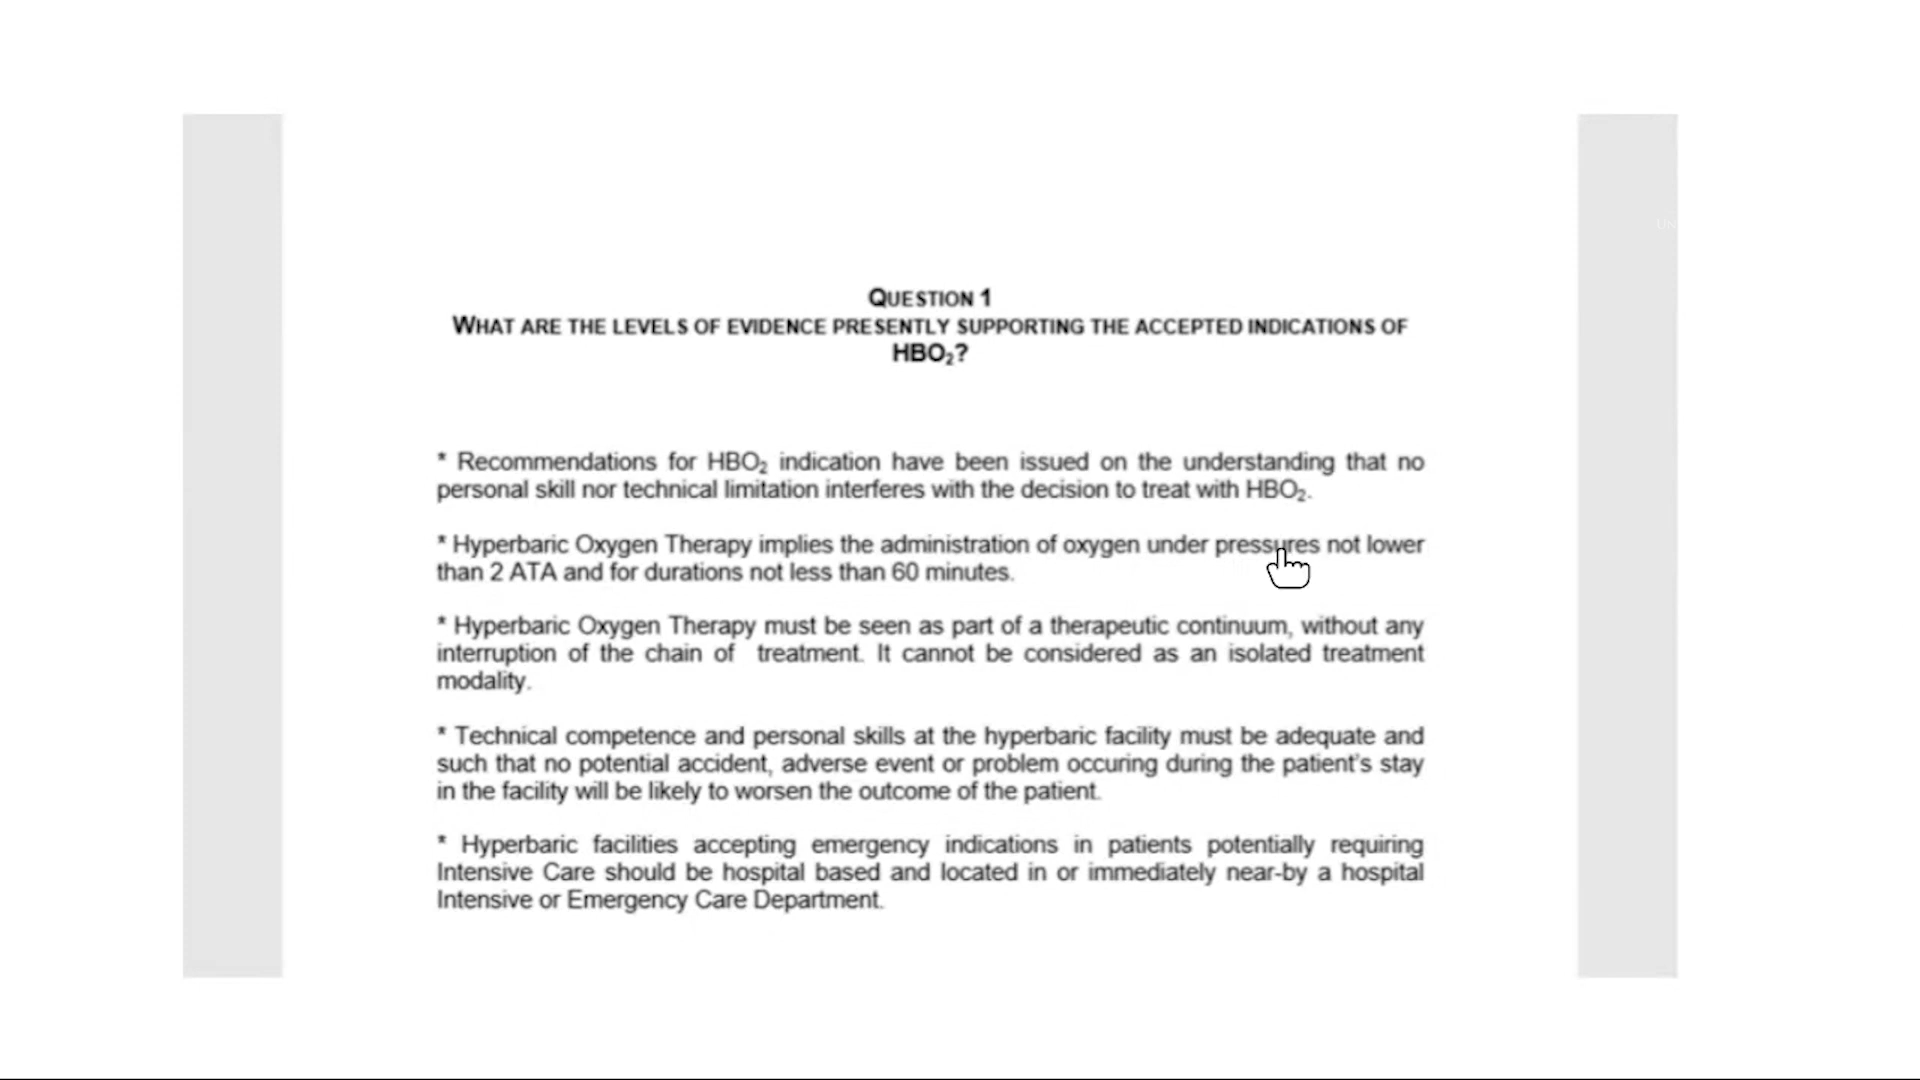 QUESTION 1
WHAT ARE THE LEVELS OF EVIDENCE PRESENTLY SUPPORTING THE ACCEPTED INDICATIONS OF
HBO₂?
* Recommendations for HBO₂ indication have been issued on the understanding that no
personal skill nor technical limitation interferes with the decision to treat with HBO₂.
* Hyperbaric Oxygen Therapy implies the administration of oxygen under pressures not lower
than 2 ATA and for durations not less than 60 minutes.
* Hyperbaric Oxygen Therapy must be seen as part of a therapeutic continuum, without any
interruption of the chain of treatment. It cannot be considered as an isolated treatment
modality.
* Technical competence and personal skills at the hyperbaric facility must be adequate and
such that no potential accident, adverse event or problem occuring during the patient's stay
in the facility will be likely to worsen the outcome of the patient.
* Hyperbaric facilities accepting emergency indications in patients potentially requiring
Intensive Care should be hospital based and located in or immediately near-by a hospital
Intensive or Emergency Care Department.